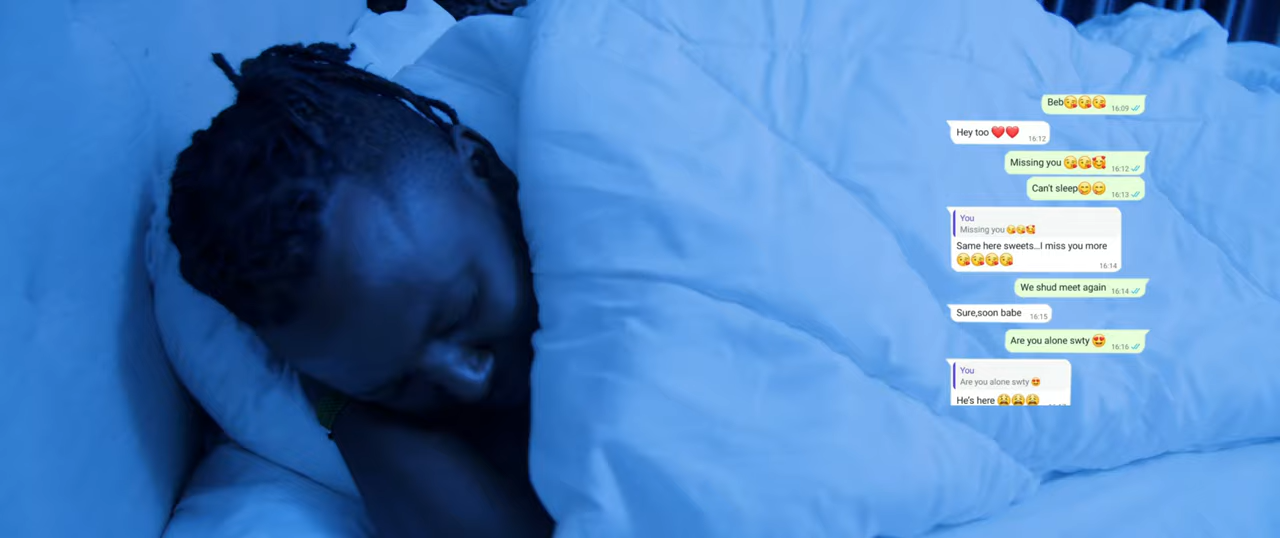 Beb😘😘😘 16:09
Hey too ❤️❤️ 16:12
Missing you 😘😘🥰 16:12
Can't sleep😋😋 16:13
You
Missing you 😘😘🥰
Same here sweets...I miss you more
😘😘😘😘 16:14
We shud meet again 16:14
Sure,soon babe 16:15
Are you alone swty 😍 16:16
You
Are you alone swty 😍
He's here 😫😫😫